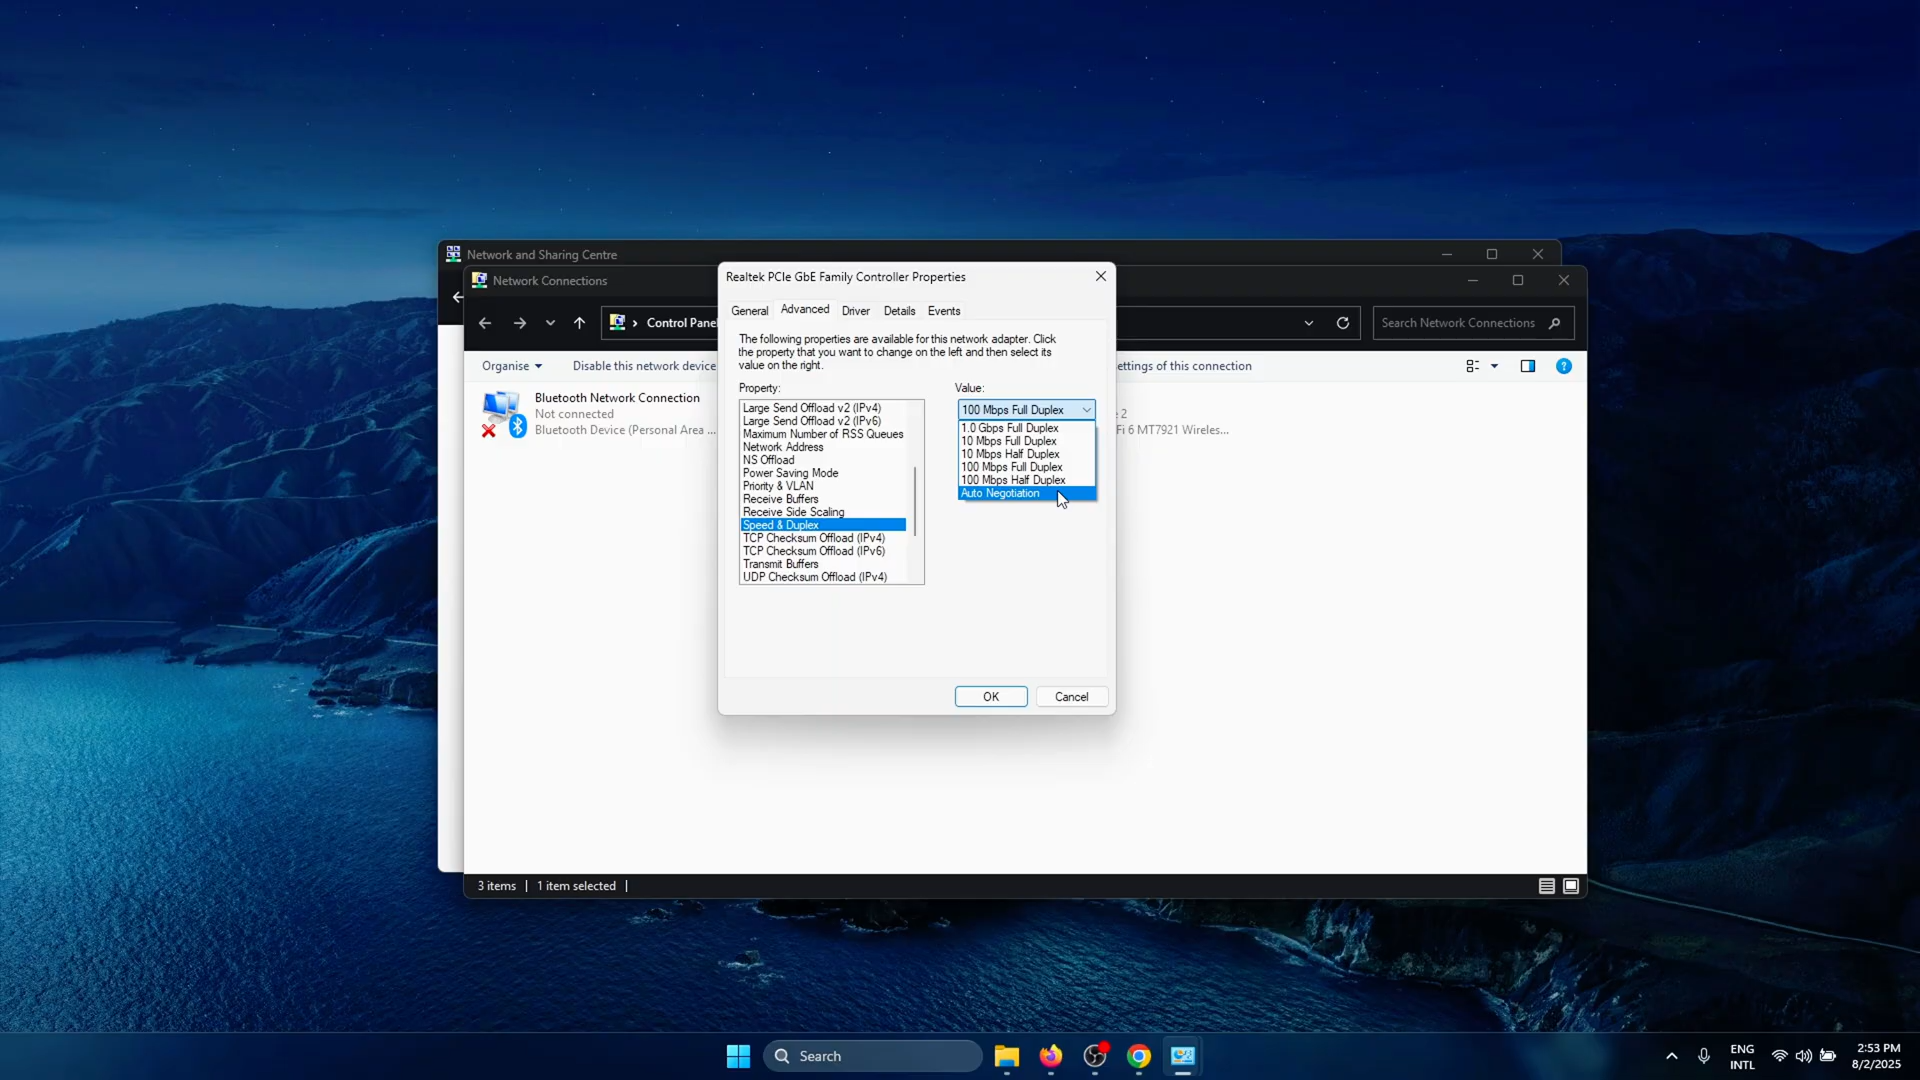 Network and Sharing Centre
Network Connections
Control Panel
Search Network Connections
Organise
Disable this network device
ettings of this connection
Bluetooth Network Connection
Not connected
Bluetooth Device (Personal Area ...
2
Fi 6 MT7921 Wireles...
Realtek PCIe GbE Family Controller Properties
General
Advanced
Driver
Details
Events
The following properties are available for this network adapter. Click
the property that you want to change on the left and then select its
value on the right.
Property:
Large Send Offload v2 (IPv4)
Large Send Offload v2 (IPv6)
Maximum Number of RSS Queues
Network Address
NS Offload
Power Saving Mode
Priority & VLAN
Receive Buffers
Receive Side Scaling
Speed & Duplex
TCP Checksum Offload (IPv4)
TCP Checksum Offload (IPv6)
Transmit Buffers
UDP Checksum Offload (IPv4)
Value:
100 Mbps Full Duplex
1.0 Gbps Full Duplex
10 Mbps Full Duplex
10 Mbps Half Duplex
100 Mbps Full Duplex
100 Mbps Half Duplex
Auto Negotiation
OK
Cancel
3 items
1 item selected
Search
ENG
INTL
2:53 PM
8/2/2025